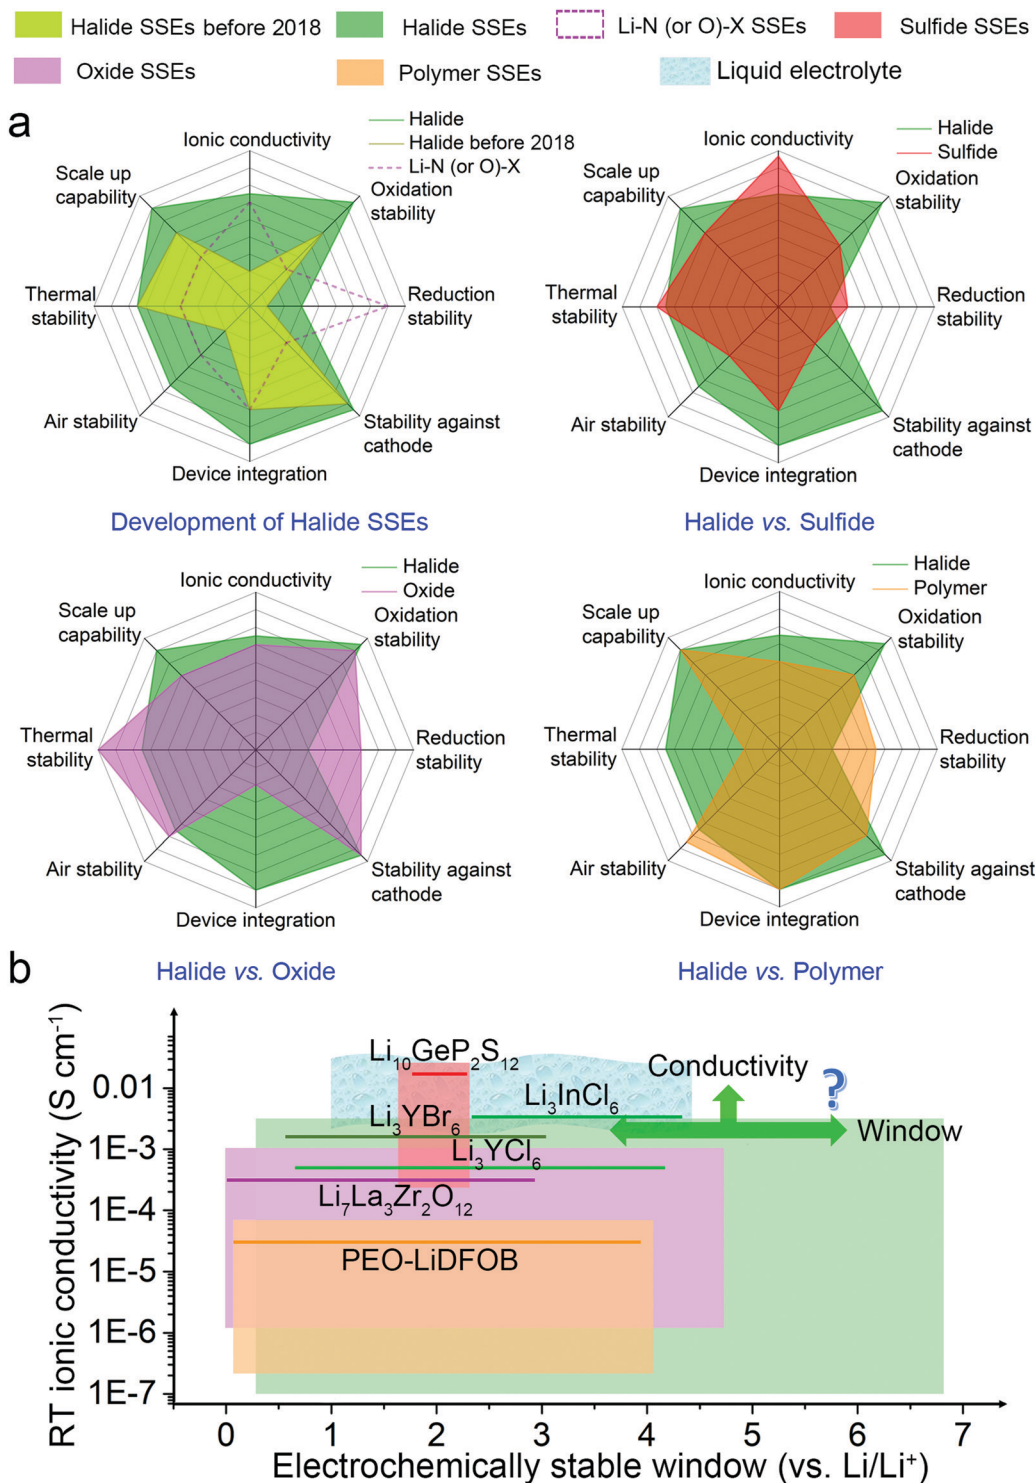 Halide SSEs before 2018
Halide SSEs
Li-N (or O)-X SSEs
Sulfide SSEs
Oxide SSEs
Polymer SSEs
Liquid electrolyte
a
Ionic conductivity
Halide
Halide before 2018
Li-N (or O)-X
Oxidation
stability
Scale up
capability
Thermal
stability
Reduction
stability
Air stability
Stability against
cathode
Device integration
Development of Halide SSEs
Ionic conductivity
Halide
Sulfide
Oxidation
stability
Scale up
capability
Thermal
stability
Reduction
stability
Air stability
Stability against
cathode
Device integration
Halide vs. Sulfide
Ionic conductivity
Halide
Oxide
Oxidation
stability
Scale up
capability
Thermal
stability
Reduction
stability
Air stability
Stability against
cathode
Device integration
Halide vs. Oxide
Ionic conductivity
Halide
Polymer
Oxidation
stability
Scale up
capability
Thermal
stability
Reduction
stability
Air stability
Stability against
cathode
Device integration
Halide vs. Polymer
b
RT ionic conductivity (S cm⁻¹)
0.01
1E-3
1E-4
1E-5
1E-6
1E-7
Li₁₀GeP₂S₁₂
Conductivity
?
Li₃InCl₆
Li₃YBr₆
Window
Li₃YCl₆
Li₇La₃Zr₂O₁₂
PEO-LiDFOB
0 1 2 3 4 5 6 7
Electrochemically stable window (vs. Li/Li⁺)